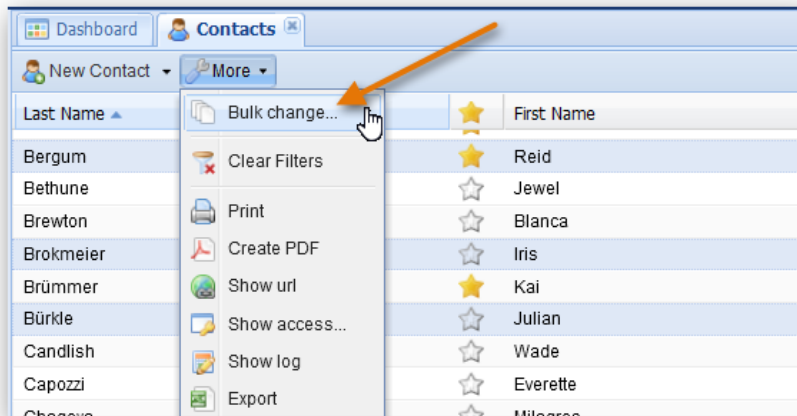 Dashboard Contacts
New Contact More
Last Name First Name
Bulk change...
Bergum Reid
Clear Filters
Bethune Jewel
Brewton Blanca
Print
Brokmeier Iris
Create PDF
Brümmer Kai
Show url
Bürkle Julian
Show access...
Candlish Wade
Show log
Capozzi Everette
Export